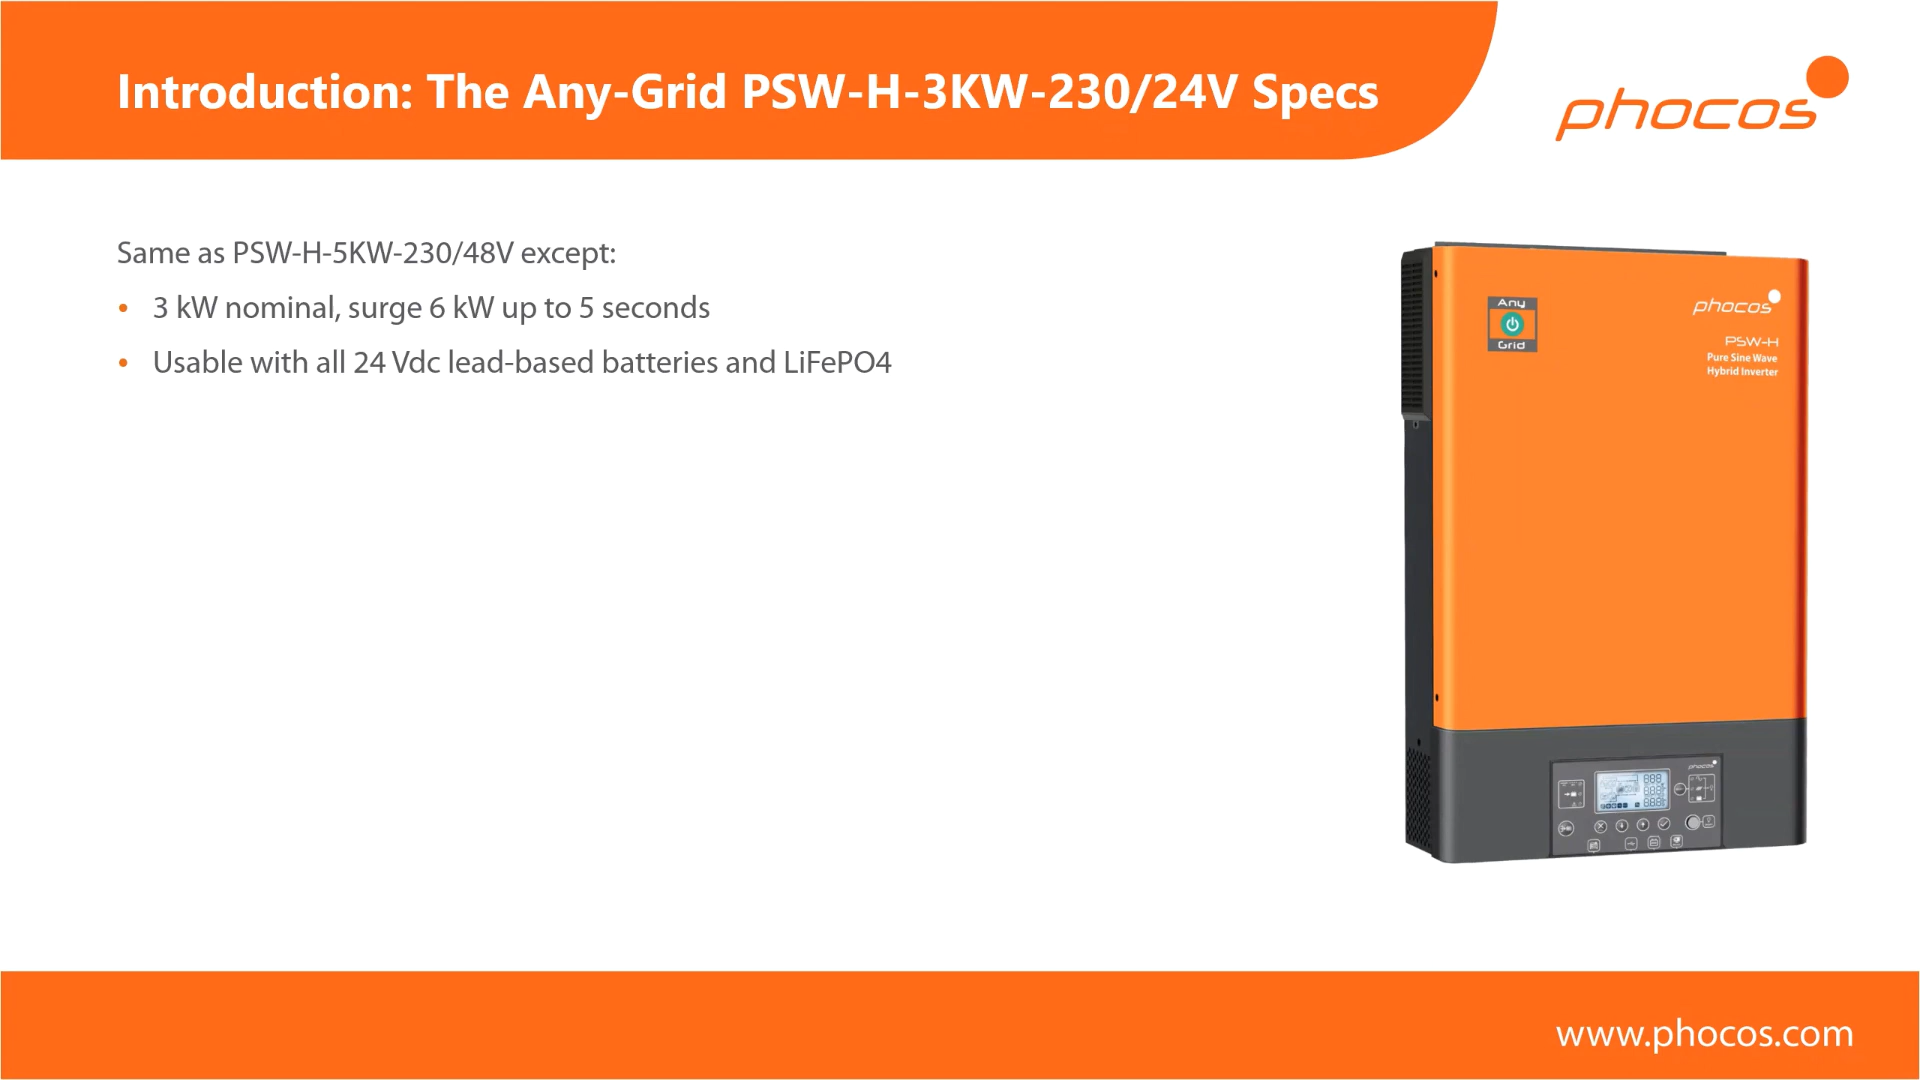 Introduction: The Any-Grid PSW-H-3KW-230/24V Specs
phocos
Same as PSW-H-5KW-230/48V except:
• 3 kW nominal, surge 6 kW up to 5 seconds
• Usable with all 24 Vdc lead-based batteries and LiFePO4
Any
Grid
phocos
PSW-H
Pure Sine Wave
Hybrid Inverter
phocos
www.phocos.com